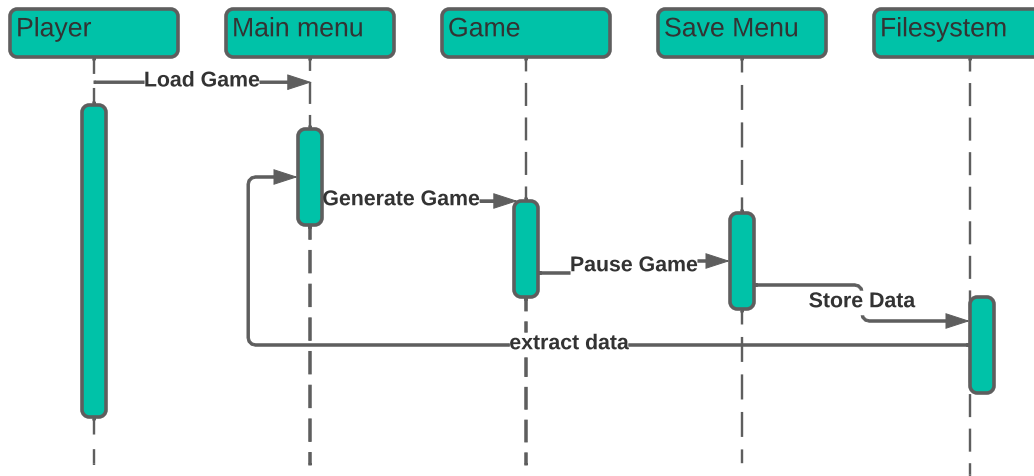 Player
Main menu
Game
Save Menu
Filesystem
Load Game
Generate Game
Pause Game
Store Data
extract data